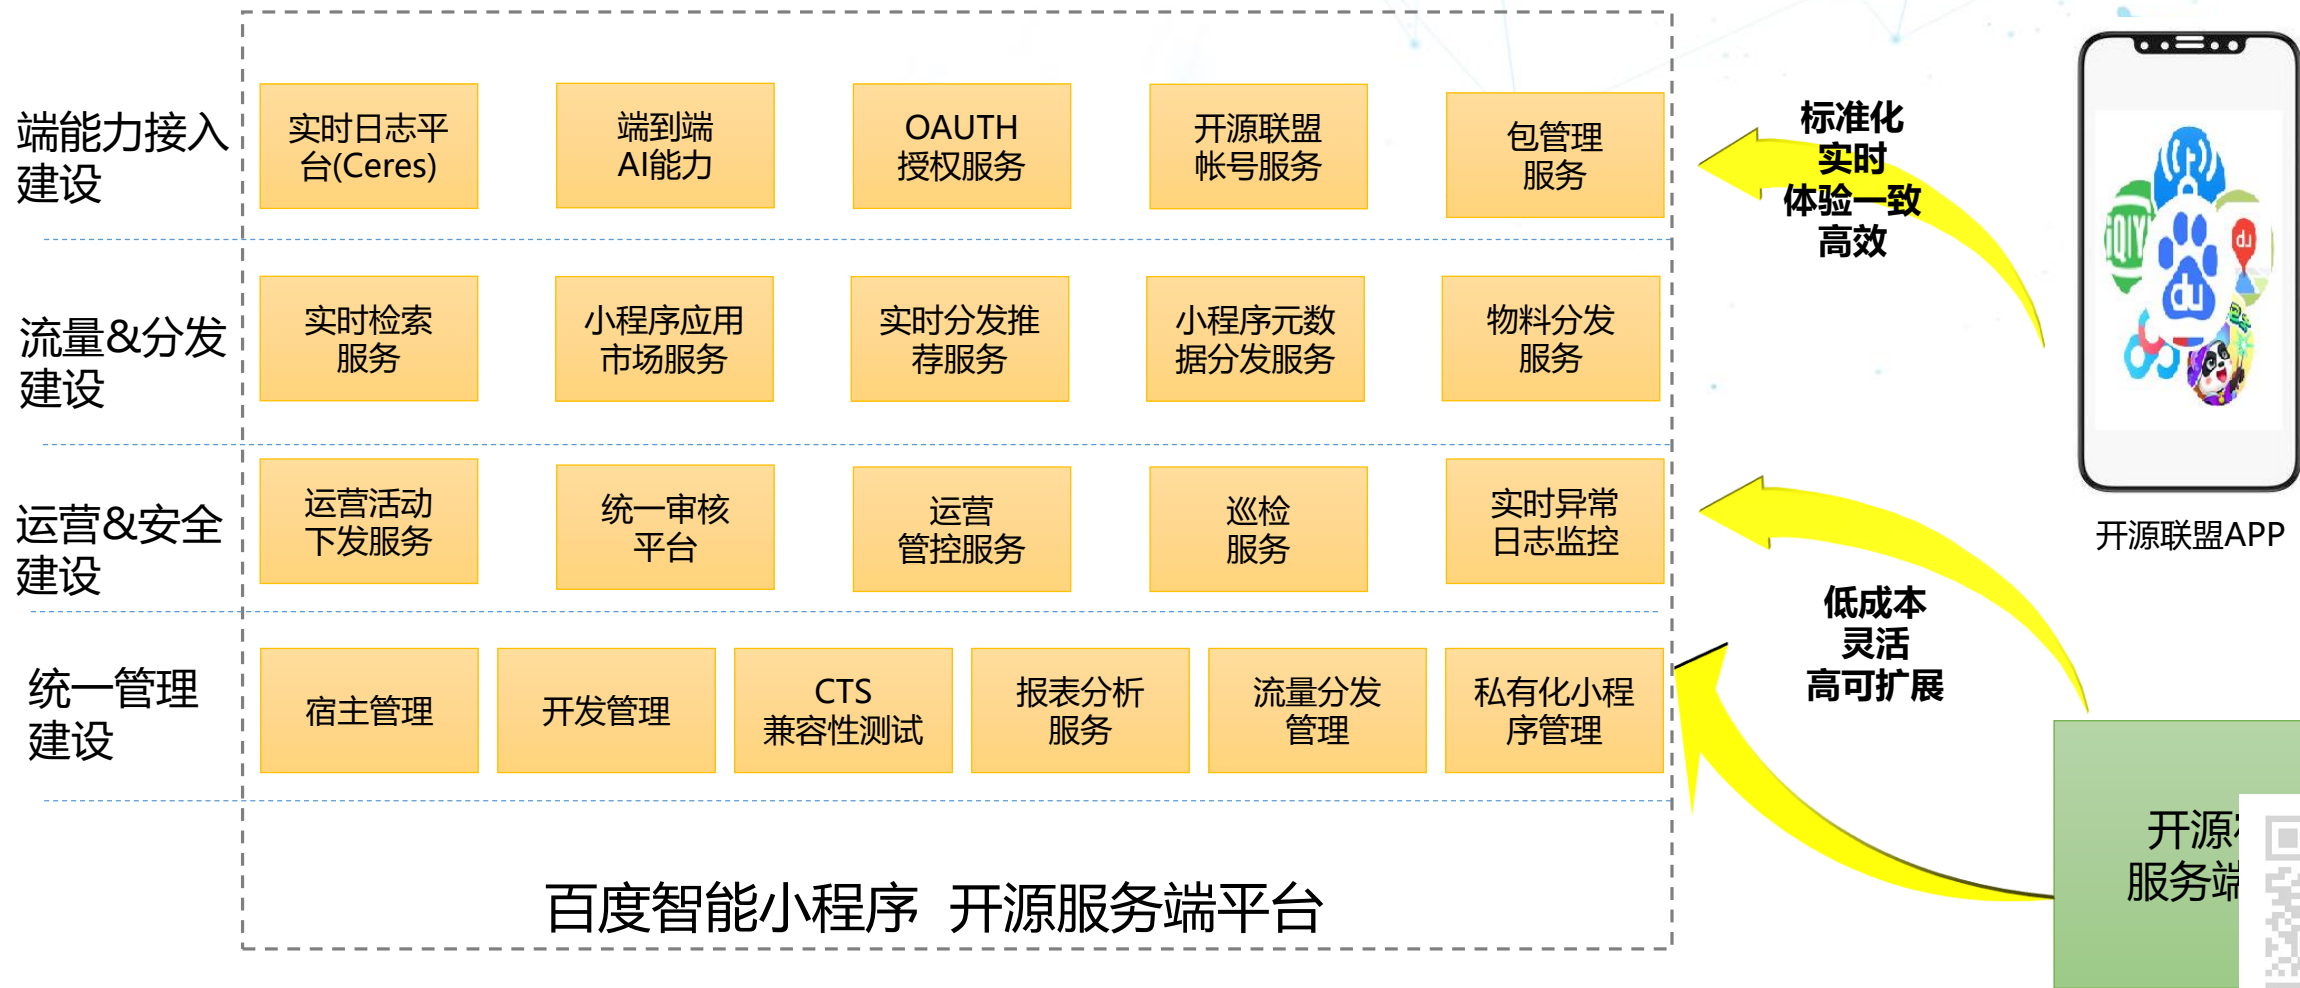 端能力接入
建设
实时日志平
台(Ceres)
端到端
AI能力
OAUTH
授权服务
开源联盟
帐号服务
包管理
服务
标准化
实时
体验一致
高效
iQIY
du
du
流量&分发
建设
实时检索
服务
小程序应用
市场服务
实时分发推
荐服务
小程序元数
据分发服务
物料分发
服务
开源联盟APP
运营&安全
建设
运营活动
下发服务
统一审核
平台
运营
管控服务
巡检
服务
实时异常
日志监控
低成本
灵活
高可扩展
统一管理
建设
宿主管理
开发管理
CTS
兼容性测试
报表分析
服务
流量分发
管理
私有化小程
序管理
开源
服务端
百度智能小程序 开源服务端平台